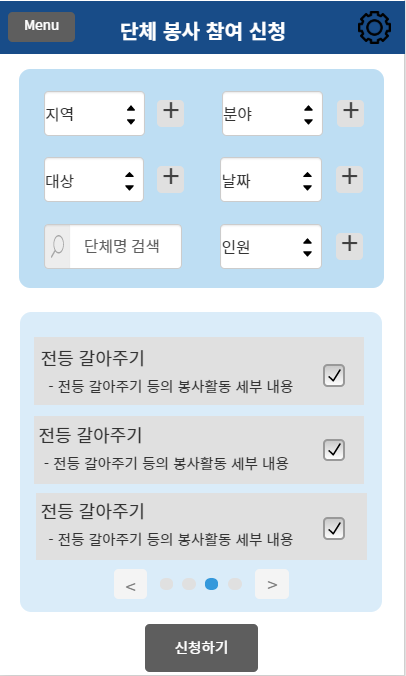 Menu
단체 봉사 참여 신청
지역 + 분야 +
대상 + 날짜 +
단체명 검색 인원 +
전등 갈아주기
- 전등 갈아주기 등의 봉사활동 세부 내용
전등 갈아주기
- 전등 갈아주기 등의 봉사활동 세부 내용
전등 갈아주기
- 전등 갈아주기 등의 봉사활동 세부 내용
< >
신청하기